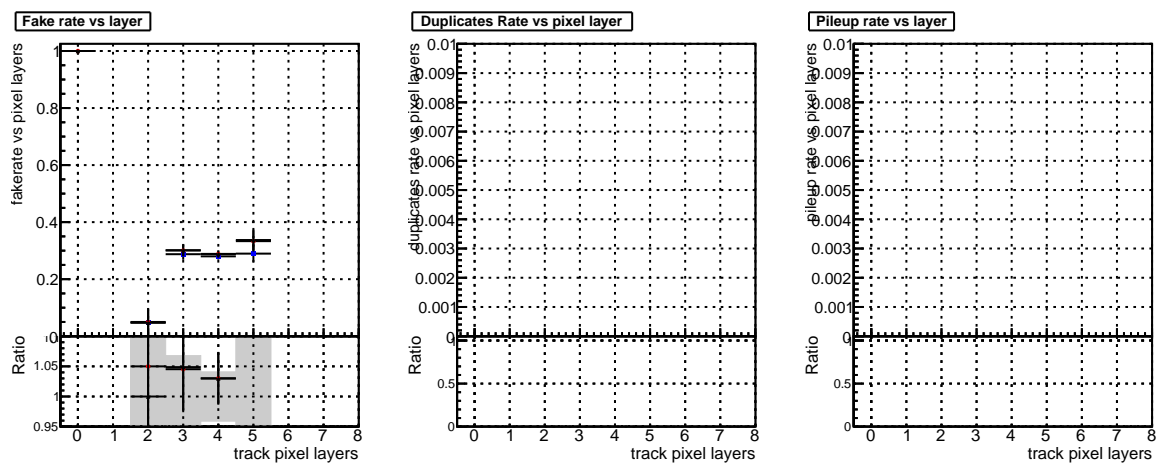 Fake rate vs layer
fakerate vs pixel layers
1
0.8
0.6
0.4
0.2
0
Ratio
1.05
1
0.95
0 1 2 3 4 5 6 7 8
track pixel layers
Duplicates Rate vs pixel layer
duplicates rate vs pixel layers
0.01
0.009
0.008
0.007
0.006
0.005
0.004
0.003
0.002
0.001
0
Ratio
1
0.5
0
0 1 2 3 4 5 6 7 8
track pixel layers
Pileup rate vs layer
pileup rate vs pixel layers
0.01
0.009
0.008
0.007
0.006
0.005
0.004
0.003
0.002
0.001
0
Ratio
1
0.5
0
0 1 2 3 4 5 6 7 8
track pixel layers